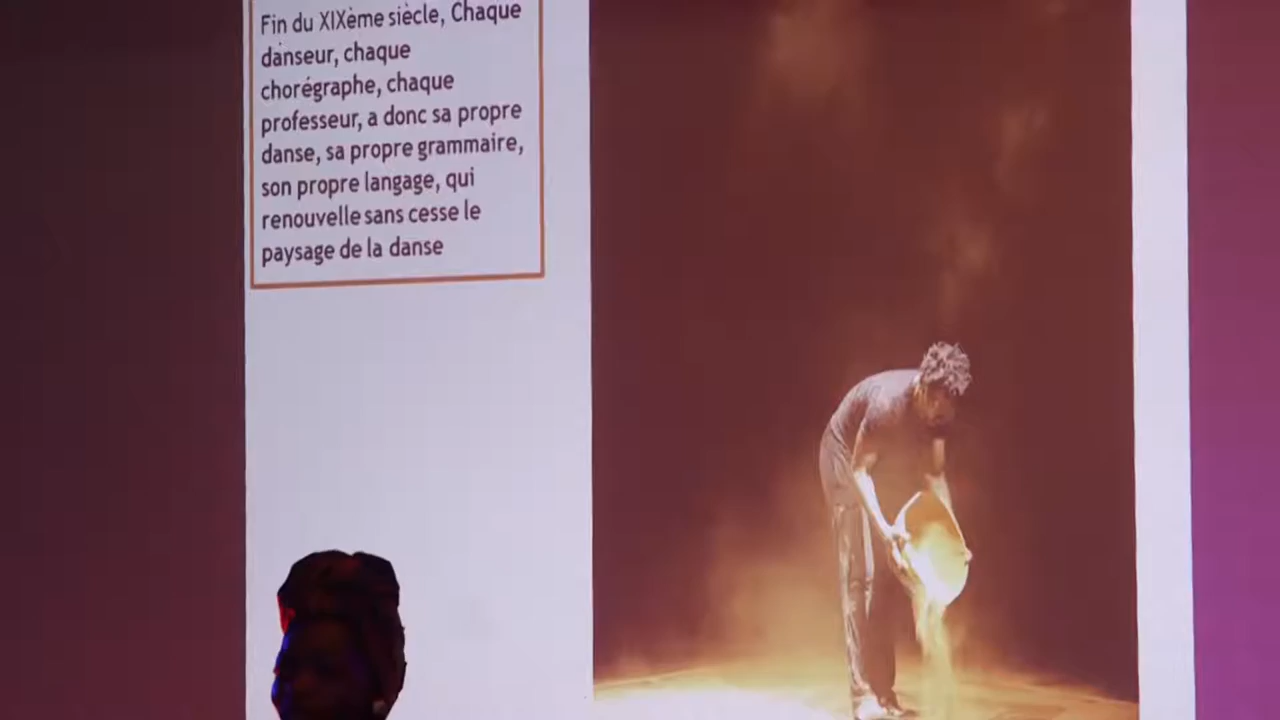 Fin du XIXème siècle, Chaque
danseur, chaque
chorégraphe, chaque
professeur, a donc sa propre
danse, sa propre grammaire,
son propre langage, qui
renouvelle sans cesse le
paysage de la danse